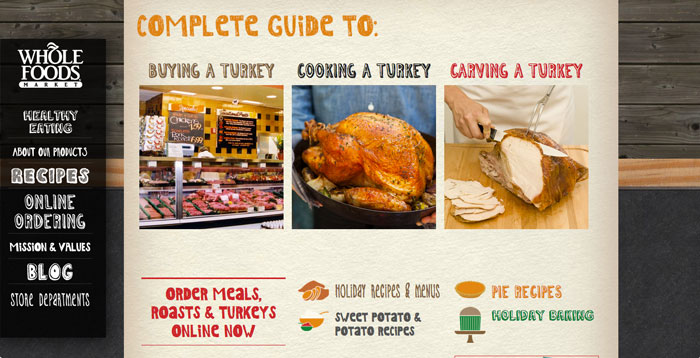 COMPLETE GUIDE TO:
WHOLE
FOODS
MARKET
HEALTHY
EATING
ABOUT OUR PRODUCTS
RECIPES
ONLINE
ORDERING
MISSION & VALUES
BLOG
STORE DEPARTMENTS
BUYING A TURKEY
COOKING A TURKEY
CARVING A TURKEY
ORDER MEALS,
ROASTS & TURKEYS
ONLINE NOW
HOLIDAY RECIPES & MENUS
SWEET POTATO &
POTATO RECIPES
PIE RECIPES
HOLIDAY BAKING